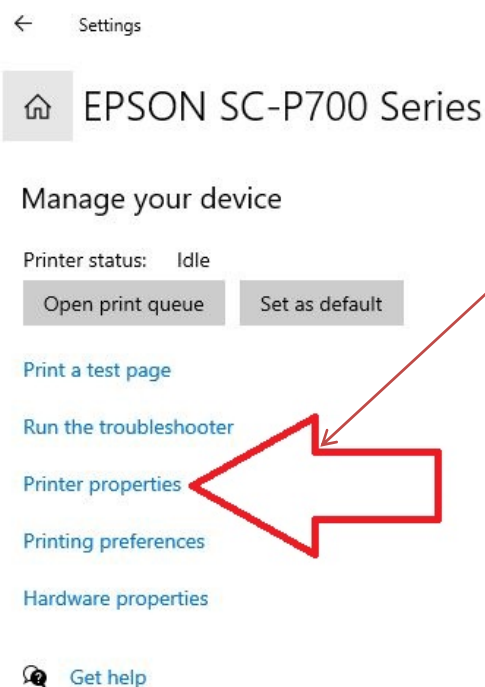 Settings
EPSON SC-P700 Series
Manage your device
Printer status: Idle
Open print queue Set as default
Print a test page
Run the troubleshooter
Printer properties
Printing preferences
Hardware properties
Get help